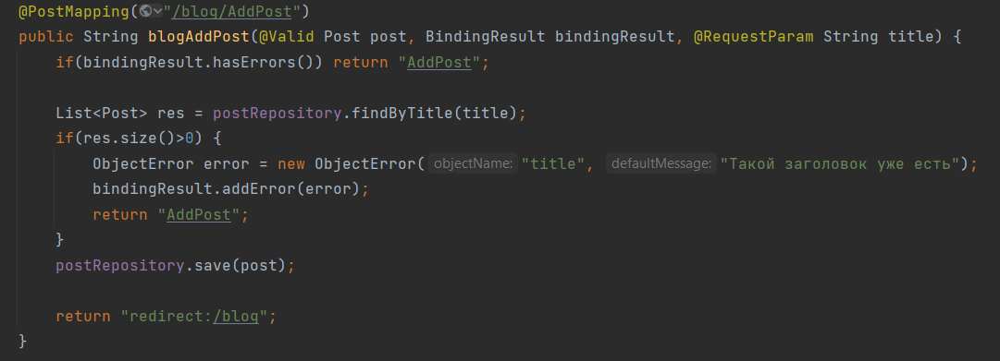 @PostMapping("/blog/AddPost")
public String blogAddPost(@Valid Post post, BindingResult bindingResult, @RequestParam String title) {
if(bindingResult.hasErrors()) return "AddPost";
List<Post> res = postRepository.findByTitle(title);
if(res.size()>0) {
ObjectError error = new ObjectError( objectName: "title", defaultMessage: "Такой заголовок уже есть");
bindingResult.addError(error);
return "AddPost";
}
postRepository.save(post);
return "redirect:/blog";
}